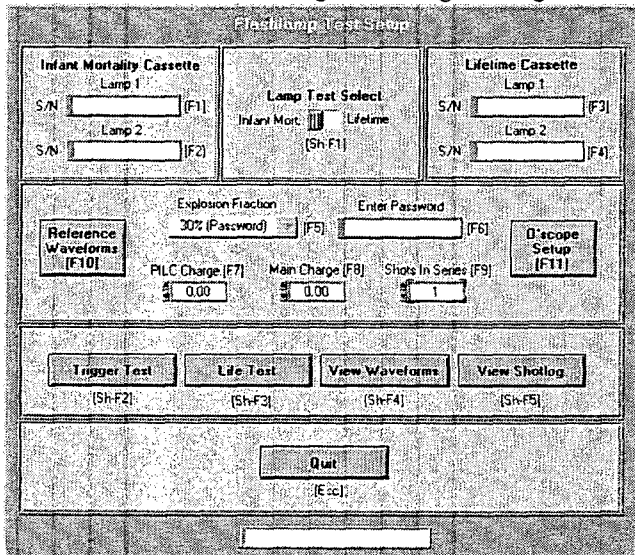 Flashlamp Test Setup
Infant Mortality Cassette
Lamp 1
S/N [F1]
Lamp 2
S/N [F2]
Lamp Test Select
Infant Mort. Lifetime
[Sh-F1]
Lifetime Cassette
Lamp 1
S/N [F3]
Lamp 2
S/N [F4]
Reference
Waveforms
[F10]
Explosion Fraction
30% (Password) [F5]
Enter Password
[F6]
O'scope
Setup
[F11]
PILC Charge [F7]
0.00
Main Charge [F8]
0.00
Shots In Series [F9]
1
Trigger Test
[Sh-F2]
Life Test
[Sh-F3]
View Waveforms
[Sh-F4]
View Shotlog
[Sh-F5]
Quit
[Esc]